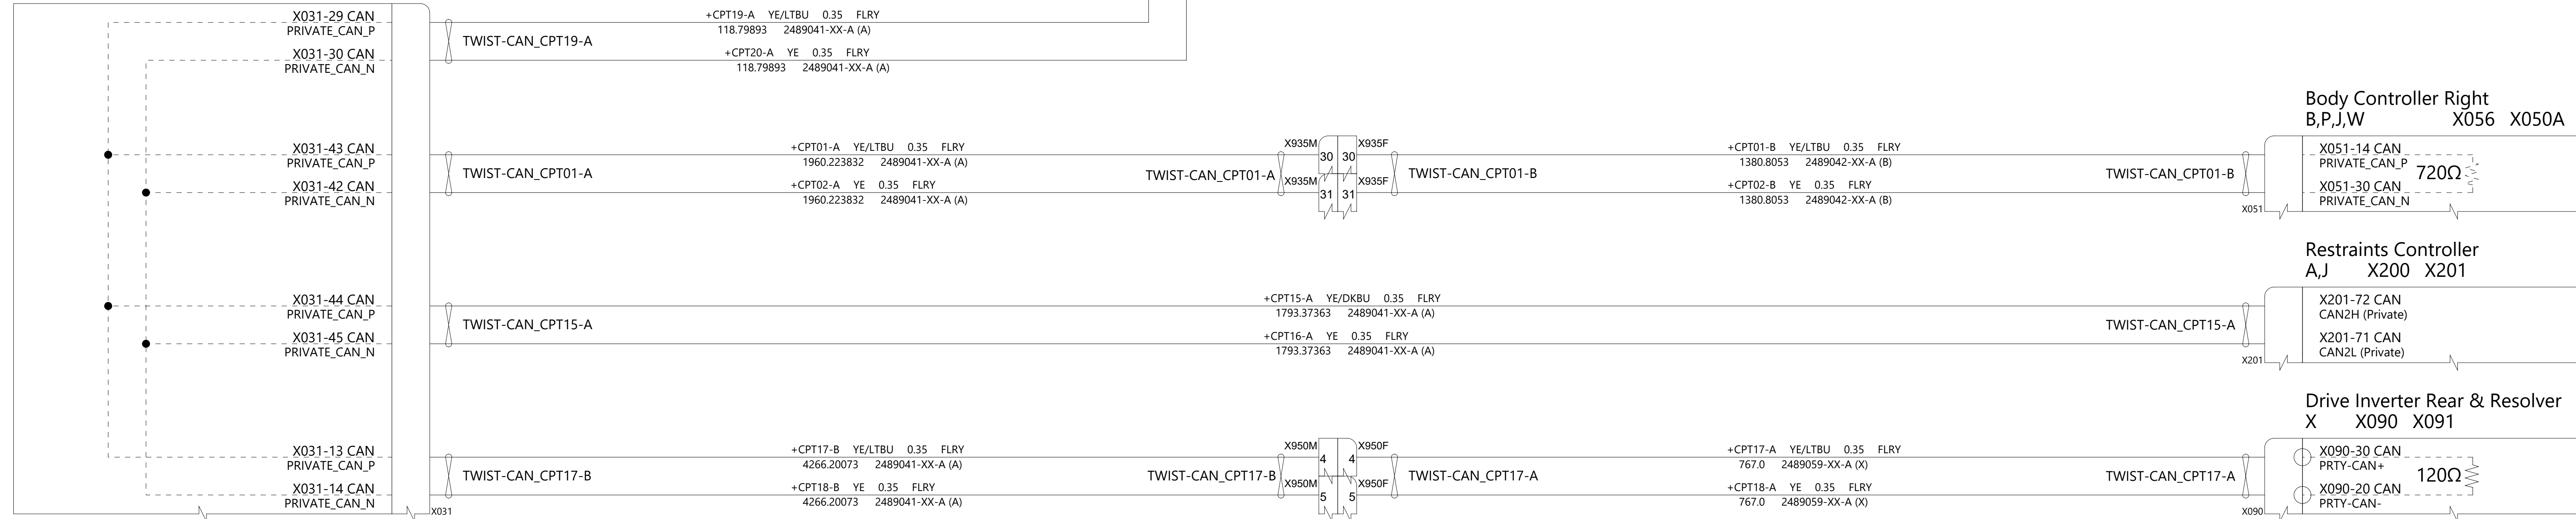 X031-29 CAN
PRIVATE_CAN_P
X031-30 CAN
PRIVATE_CAN_N
TWIST-CAN_CPT19-A
+CPT19-A YE/LTBU 0.35 FLRY
118.79893 2489041-XX-A (A)
+CPT20-A YE 0.35 FLRY
118.79893 2489041-XX-A (A)
X031-43 CAN
PRIVATE_CAN_P
X031-42 CAN
PRIVATE_CAN_N
TWIST-CAN_CPT01-A
+CPT01-A YE/LTBU 0.35 FLRY
1960.223832 2489041-XX-A (A)
+CPT02-A YE 0.35 FLRY
1960.223832 2489041-XX-A (A)
TWIST-CAN_CPT01-A
X935M 30 30 X935F
X935M 31 31 X935F
TWIST-CAN_CPT01-B
+CPT01-B YE/LTBU 0.35 FLRY
1380.8053 2489042-XX-A (B)
+CPT02-B YE 0.35 FLRY
1380.8053 2489042-XX-A (B)
TWIST-CAN_CPT01-B
Body Controller Right
B,P,J,W X056 X050A
X051-14 CAN
PRIVATE_CAN_P
720Ω
X051-30 CAN
PRIVATE_CAN_N
X051
X031-44 CAN
PRIVATE_CAN_P
X031-45 CAN
PRIVATE_CAN_N
TWIST-CAN_CPT15-A
+CPT15-A YE/DKBU 0.35 FLRY
1793.37363 2489041-XX-A (A)
+CPT16-A YE 0.35 FLRY
1793.37363 2489041-XX-A (A)
TWIST-CAN_CPT15-A
Restraints Controller
A,J X200 X201
X201-72 CAN
CAN2H (Private)
X201-71 CAN
CAN2L (Private)
X201
X031-13 CAN
PRIVATE_CAN_P
X031-14 CAN
PRIVATE_CAN_N
X031
TWIST-CAN_CPT17-B
+CPT17-B YE/LTBU 0.35 FLRY
4266.20073 2489041-XX-A (A)
+CPT18-B YE 0.35 FLRY
4266.20073 2489041-XX-A (A)
TWIST-CAN_CPT17-B
X950M 4 4 X950F
X950M 5 5 X950F
TWIST-CAN_CPT17-A
+CPT17-A YE/LTBU 0.35 FLRY
767.0 2489059-XX-A (X)
+CPT18-A YE 0.35 FLRY
767.0 2489059-XX-A (X)
TWIST-CAN_CPT17-A
Drive Inverter Rear & Resolver
X X090 X091
X090-30 CAN
PRTY-CAN+
120Ω
X090-20 CAN
PRTY-CAN-
X090